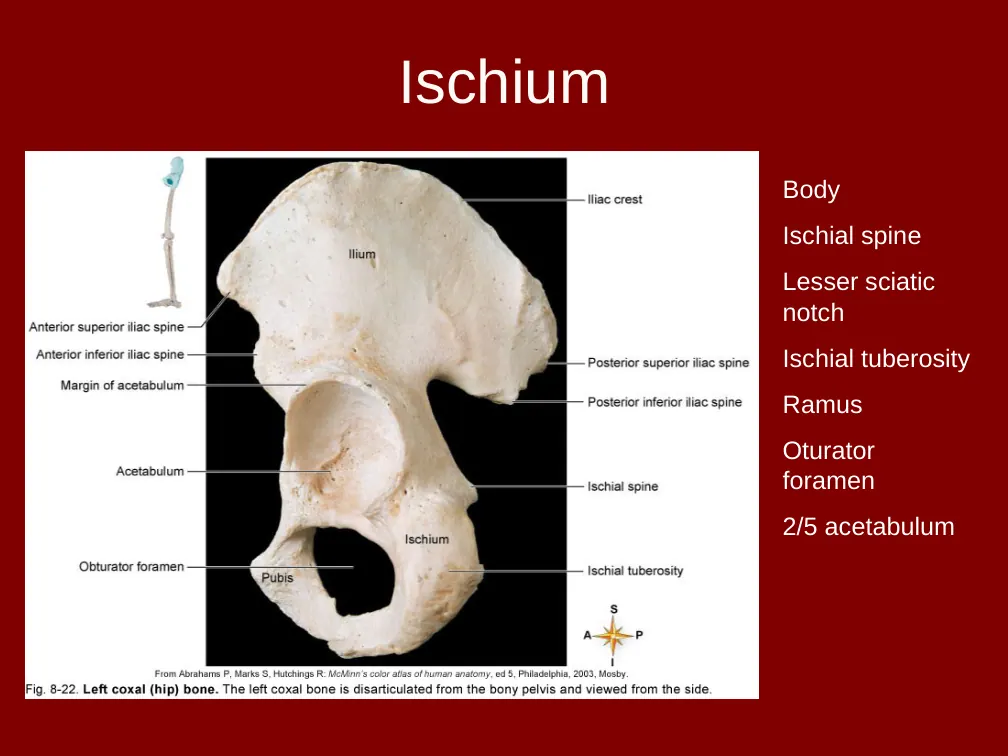 Ischium
Iliac crest
Ilium
Anterior superior iliac spine
Anterior inferior iliac spine
Margin of acetabulum
Posterior superior iliac spine
Posterior inferior iliac spine
Acetabulum
Ischial spine
Ischium
Obturator foramen
Pubis
Ischial tuberosity
S
A
P
I
From Abrahams P, Marks S, Hutchings R: McMinn's color atlas of human anatomy, ed 5, Philadelphia, 2003, Mosby.
Fig. 8-22. Left coxal (hip) bone. The left coxal bone is disarticulated from the bony pelvis and viewed from the side.
Body
Ischial spine
Lesser sciatic
notch
Ischial tuberosity
Ramus
Oturator
foramen
2/5 acetabulum